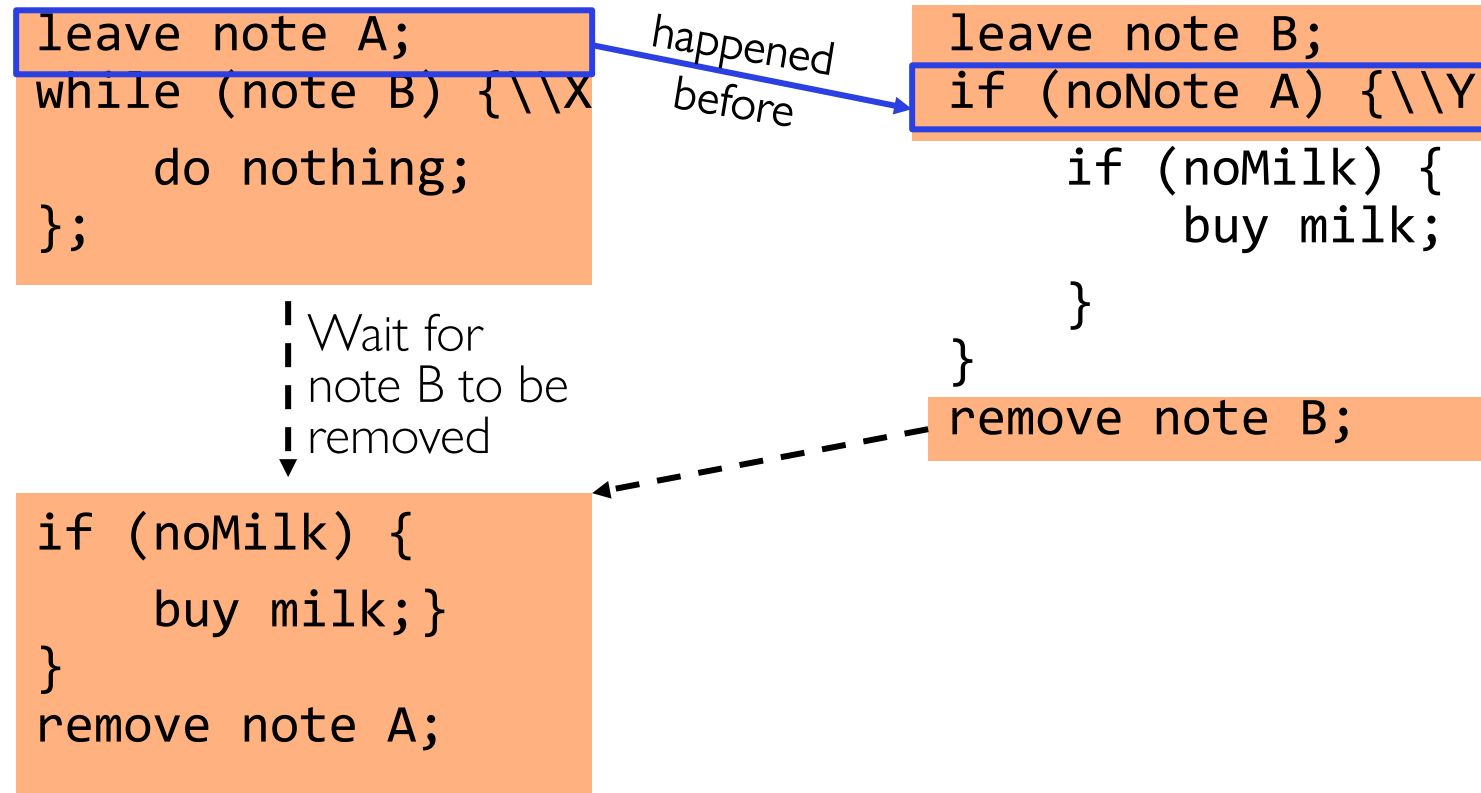 leave note A;
while (note B) {\\X
    do nothing;
};
happened
before
leave note B;
if (noNote A) {\\Y
    if (noMilk) {
        buy milk;
    }
}
remove note B;
Wait for
note B to be
removed
if (noMilk) {
    buy milk;}
}
remove note A;